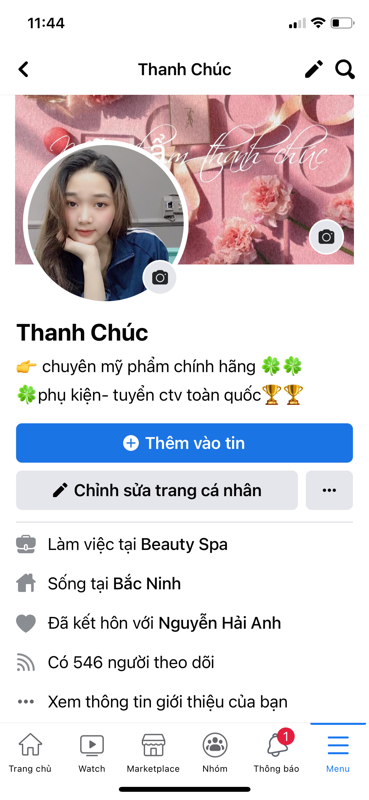 11:44
Thanh Chúc
thanh chúc
Thanh Chúc
👉 chuyên mỹ phẩm chính hãng 🍀🍀
🍀phụ kiện- tuyển ctv toàn quốc🏆🏆
Thêm vào tin
Chỉnh sửa trang cá nhân
Làm việc tại Beauty Spa
Sống tại Bắc Ninh
Đã kết hôn với Nguyễn Hải Anh
Có 546 người theo dõi
Xem thông tin giới thiệu của bạn
1
Trang chủ Watch Marketplace Nhóm Thông báo Menu